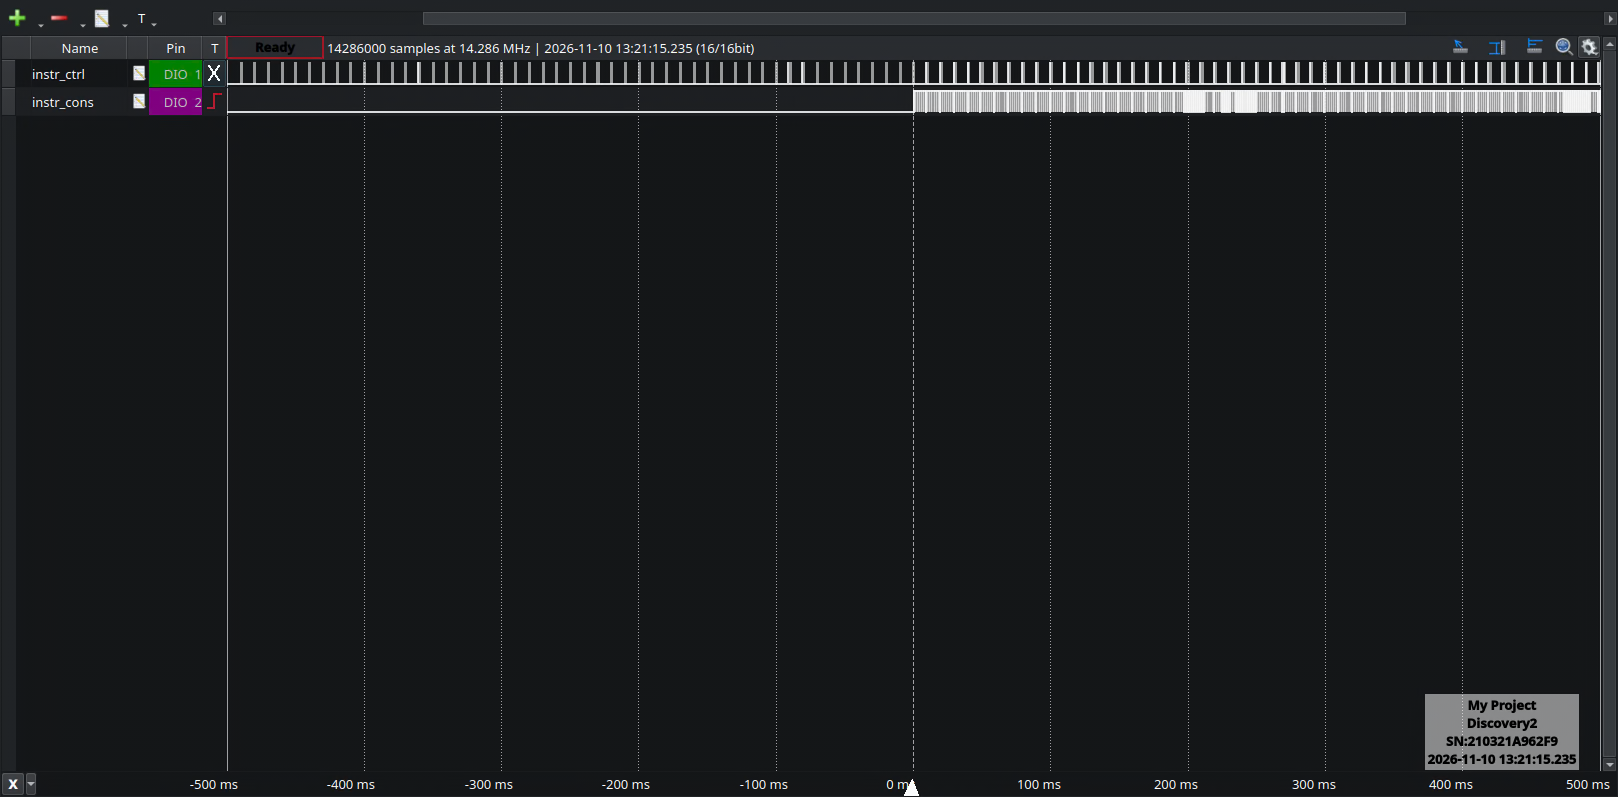 T
Name Pin T
Ready 14286000 samples at 14.286 MHz | 2026-11-10 13:21:15.235 (16/16bit)
instr_ctrl DIO 1 X
instr_cons DIO 2
My Project
Discovery2
SN:210321A962F9
2026-11-10 13:21:15.235
X -500 ms -400 ms -300 ms -200 ms -100 ms 0 m 100 ms 200 ms 300 ms 400 ms 500 ms